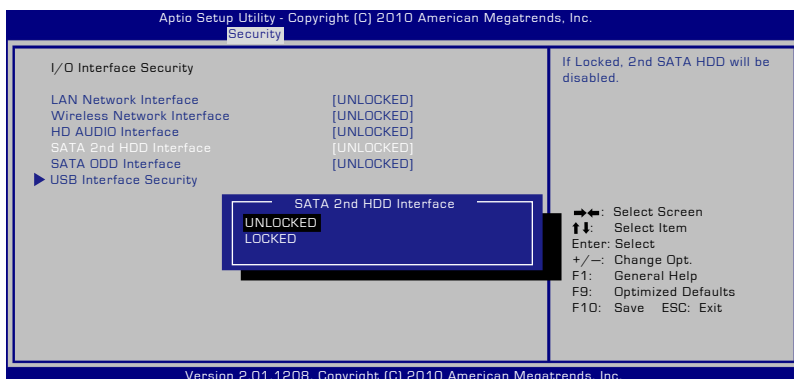 Aptio Setup Utility - Copyright (C) 2010 American Megatrends, Inc.
Security
I/O Interface Security
LAN Network Interface [UNLOCKED]
Wireless Network Interface [UNLOCKED]
HD AUDIO Interface [UNLOCKED]
SATA 2nd HDD Interface [UNLOCKED]
SATA ODD Interface [UNLOCKED]
USB Interface Security
SATA 2nd HDD Interface
UNLOCKED
LOCKED
If Locked, 2nd SATA HDD will be
disabled.
→←: Select Screen
↑↓: Select Item
Enter: Select
+/—: Change Opt.
F1: General Help
F9: Optimized Defaults
F10: Save ESC: Exit
Version 2.01.1208. Copyright (C) 2010 American Megatrends, Inc.